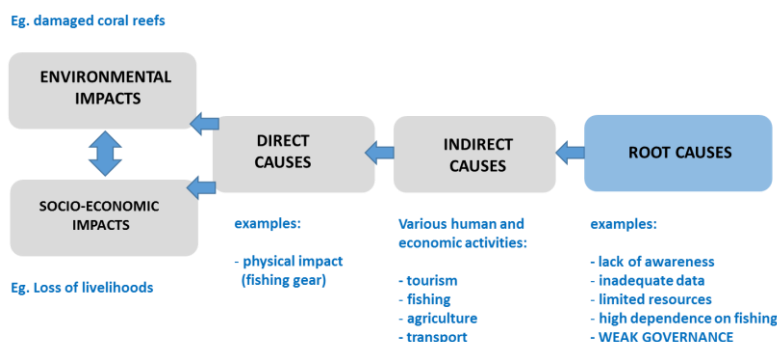 Eg. damaged coral reefs
ENVIRONMENTAL
IMPACTS
SOCIO-ECONOMIC
IMPACTS
Eg. Loss of livelihoods
DIRECT
CAUSES
examples:
- physical impact
(fishing gear)
INDIRECT
CAUSES
Various human and
economic activities:
- tourism
- fishing
- agriculture
- transport
ROOT CAUSES
examples:
- lack of awareness
- inadequate data
- limited resources
- high dependence on fishing
- WEAK GOVERNANCE